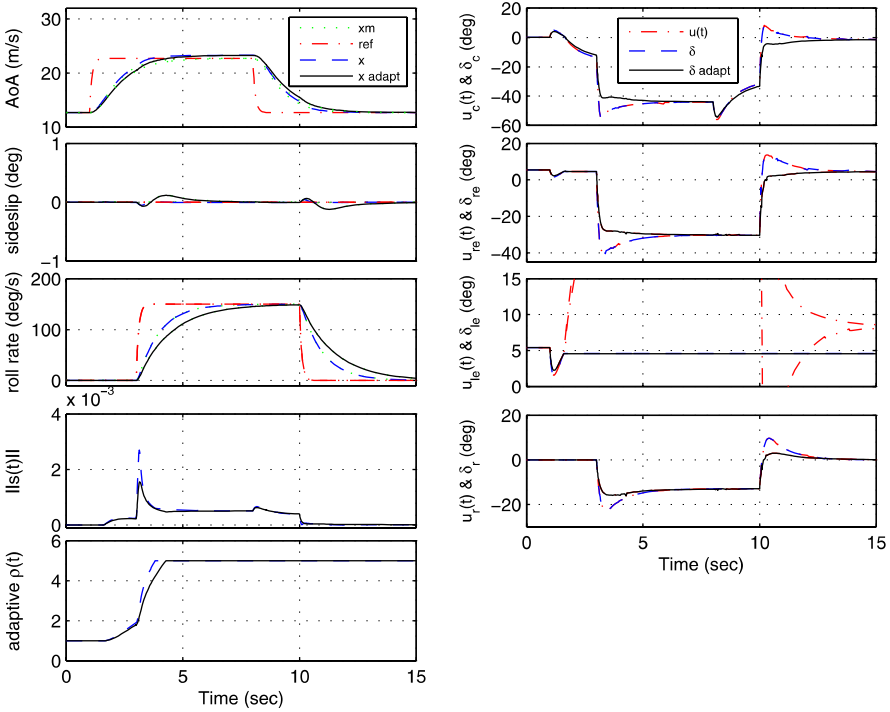 AoA (m/s)
30
20
10
xm
ref
x
x adapt
sideslip (deg)
1
0
−1
roll rate (deg/s)
200
100
0
x 10⁻³
||s(t)||
4
2
0
adaptive ρ(t)
6
4
2
0
0 5 10 15
Time (sec)
u_c(t) & δ_c (deg)
20
0
−20
−40
−60
u(t)
δ
δ adapt
u_re(t) & δ_re (deg)
20
0
−20
−40
u_le(t) & δ_le (deg)
15
10
5
0
u_r(t) & δ_r (deg)
20
0
−20
0 5 10 15
Time (sec)